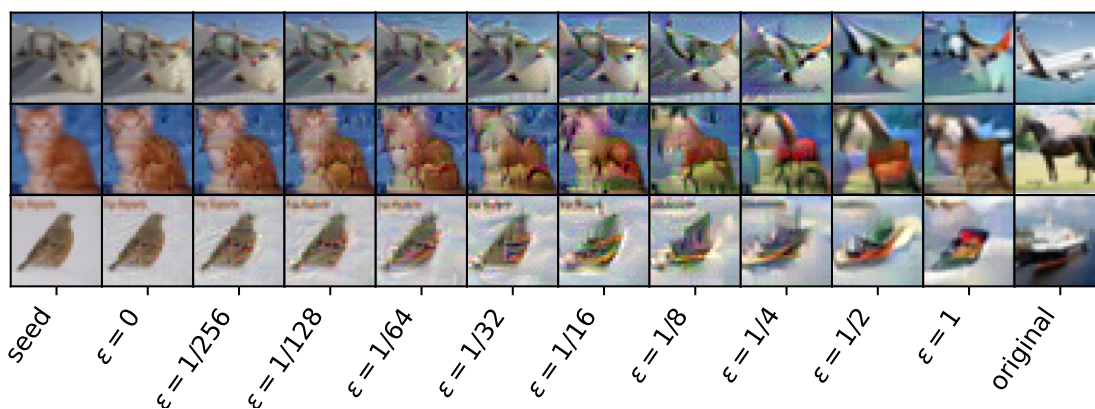 seed
ε = 0
ε = 1/256
ε = 1/128
ε = 1/64
ε = 1/32
ε = 1/16
ε = 1/8
ε = 1/4
ε = 1/2
ε = 1
original